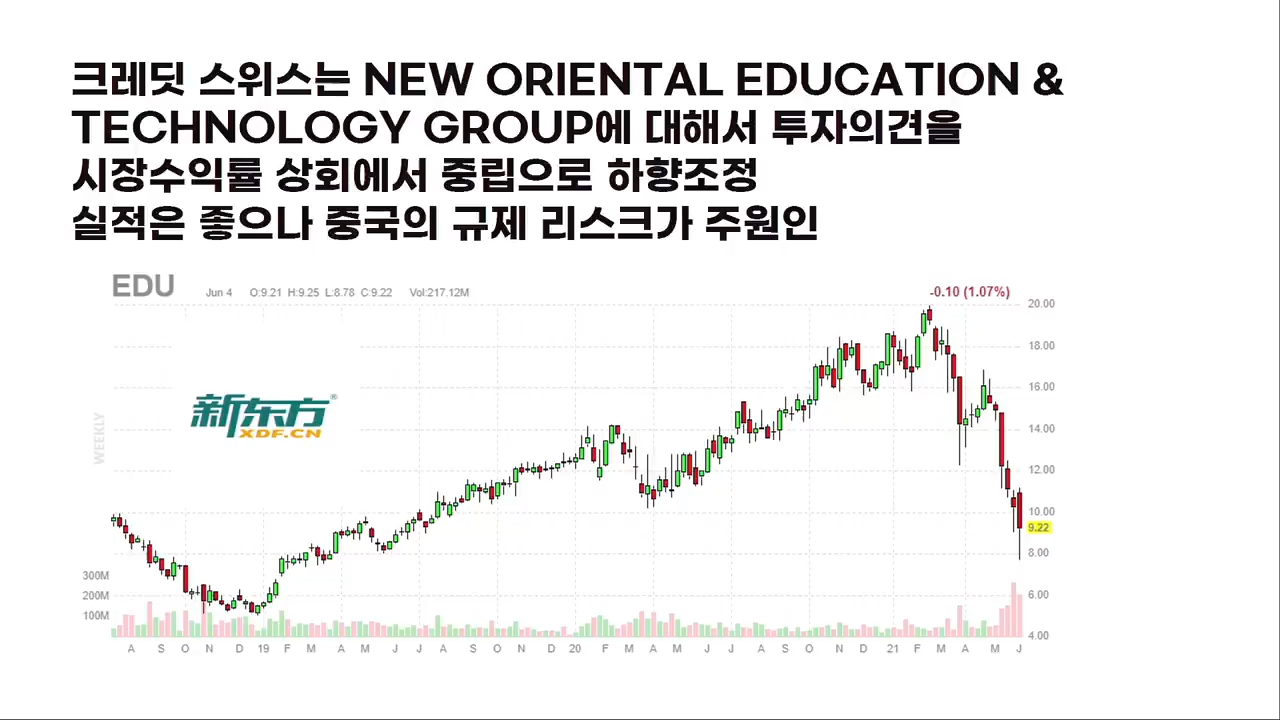 크레딧 스위스는 NEW ORIENTAL EDUCATION &
TECHNOLOGY GROUP에 대해서 투자의견을
시장수익률 상회에서 중립으로 하향조정
실적은 좋으나 중국의 규제 리스크가 주원인
EDU Jun 4 O:9.21 H:9.25 L:8.78 C:9.22 Vol:217.12M -0.10 (1.07%)
20.00
18.00
16.00
新东方®
XDF.CN
14.00
WEEKLY
12.00
10.00
9.22
8.00
300M
200M 6.00
100M
4.00
A S O N D 19 F M A M J J A S O N D 20 F M A M J J A S O N D 21 F M A M J